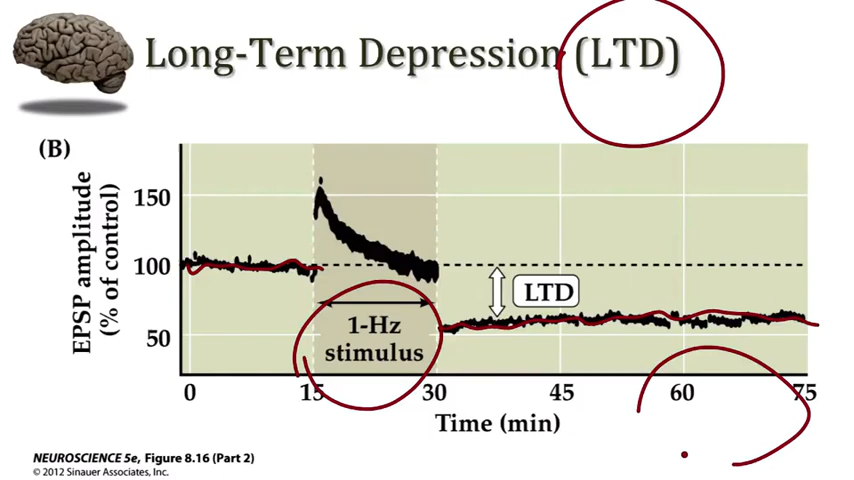 Long-Term Depression (LTD)
(B)
EPSP amplitude
(% of control)
150
100
50
LTD
1-Hz
stimulus
0 15 30 45 60 75
Time (min)
NEUROSCIENCE 5e, Figure 8.16 (Part 2)
© 2012 Sinauer Associates, Inc.